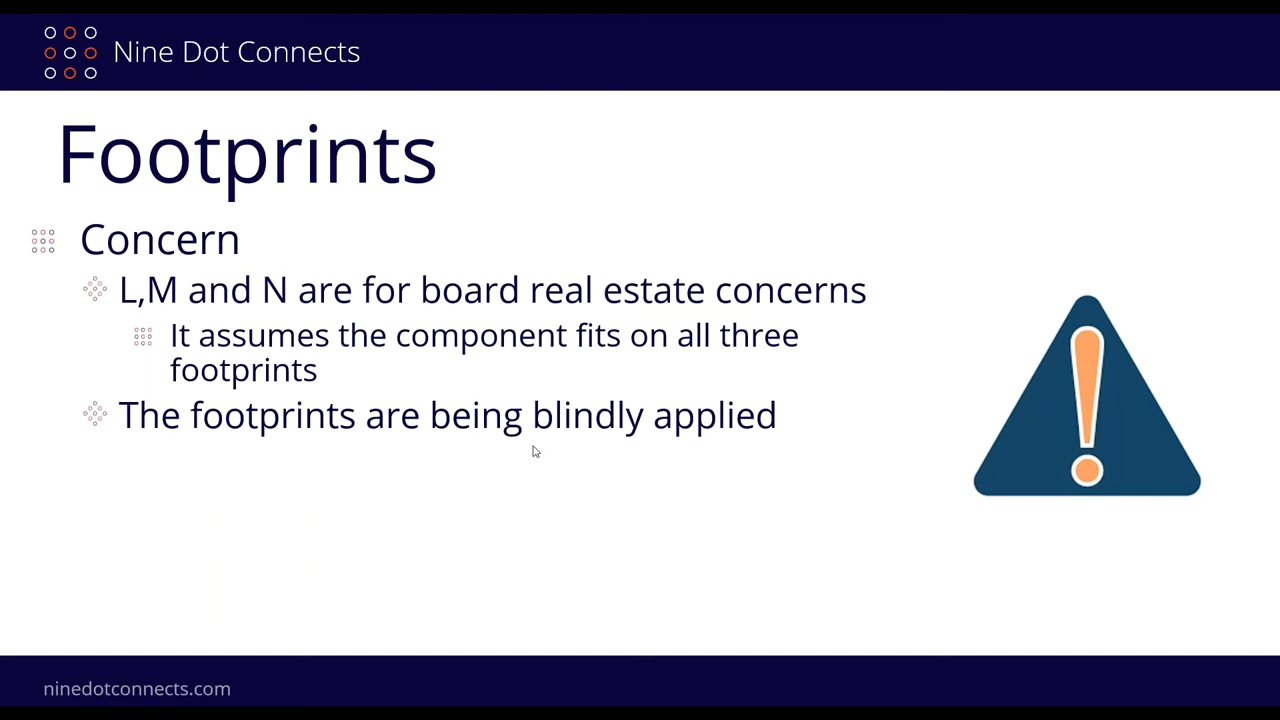 Nine Dot Connects
Footprints
Concern
L,M and N are for board real estate concerns
It assumes the component fits on all three
footprints
The footprints are being blindly applied
ninedotconnects.com